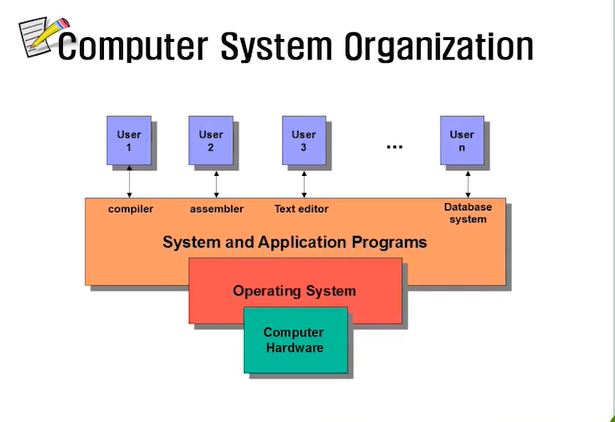 Computer System Organization
User
1
User
2
User
3
...
User
n
compiler
assembler
Text editor
Database
system
System and Application Programs
Operating System
Computer
Hardware